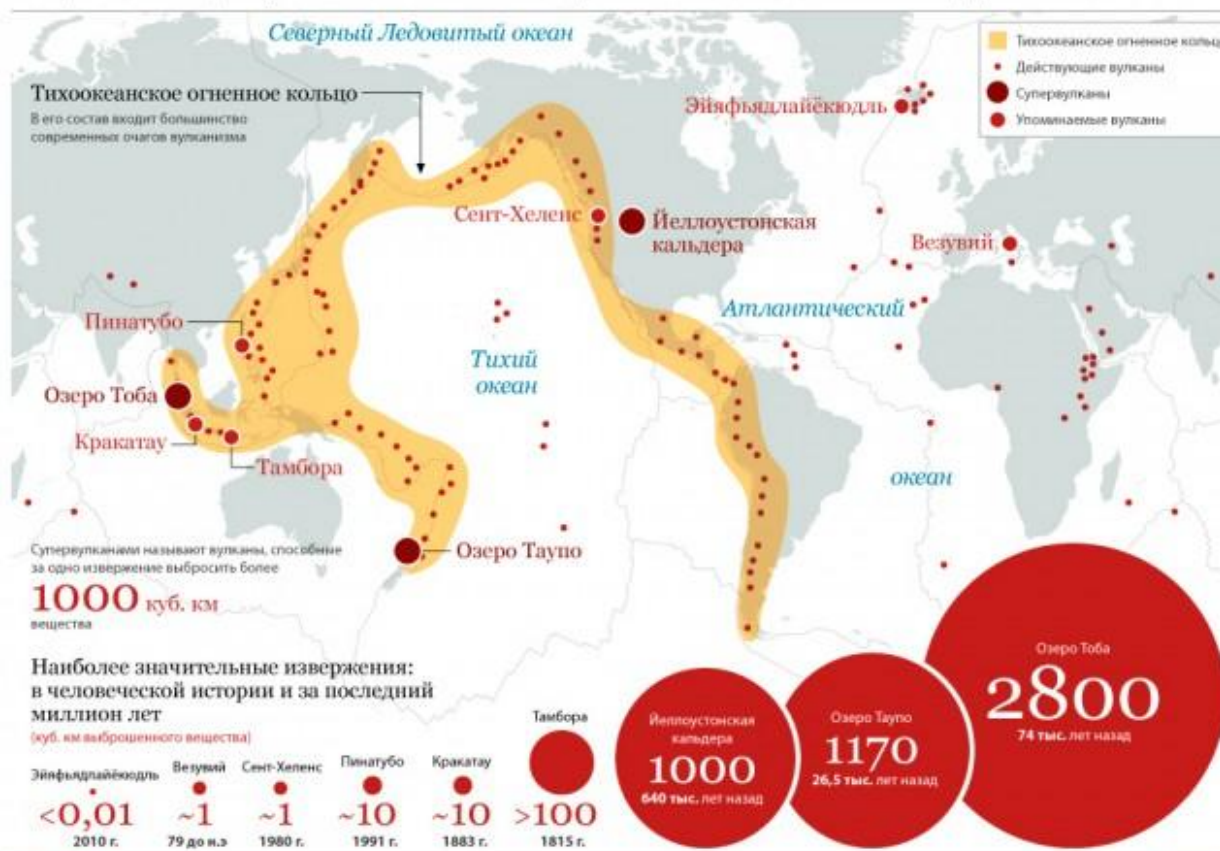 Северный Ледовитый океан
Тихоокеанское огненное кольцо
В его состав входит большинство
современных очагов вулканизма
Тихоокеанское огненное кольцо
Действующие вулканы
Супервулканы
Упоминаемые вулканы
Эйяфьядлайёкюдль
Сент-Хеленс
Йеллоустонская
кальдера
Везувий
Атлантический
Пинатубо
Тихий
океан
Озеро Тоба
Кракатау
Тамбора
океан
Озеро Таупо
Супервулканами называют вулканы, способные
за одно извержение выбросить более
1000 куб. км
вещества
Наиболее значительные извержения:
в человеческой истории и за последний
миллион лет
(куб. км выброшенного вещества)
Эйяфьядлайёкюдль
<0,01
2010 г.
Везувий
~1
79 до н.э
Сент-Хеленс
~1
1980 г.
Пинатубо
~10
1991 г.
Кракатау
~10
1883 г.
Тамбора
>100
1815 г.
Йеллоустонская
кальдера
1000
640 тыс. лет назад
Озеро Таупо
1170
26,5 тыс. лет назад
Озеро Тоба
2800
74 тыс. лет назад